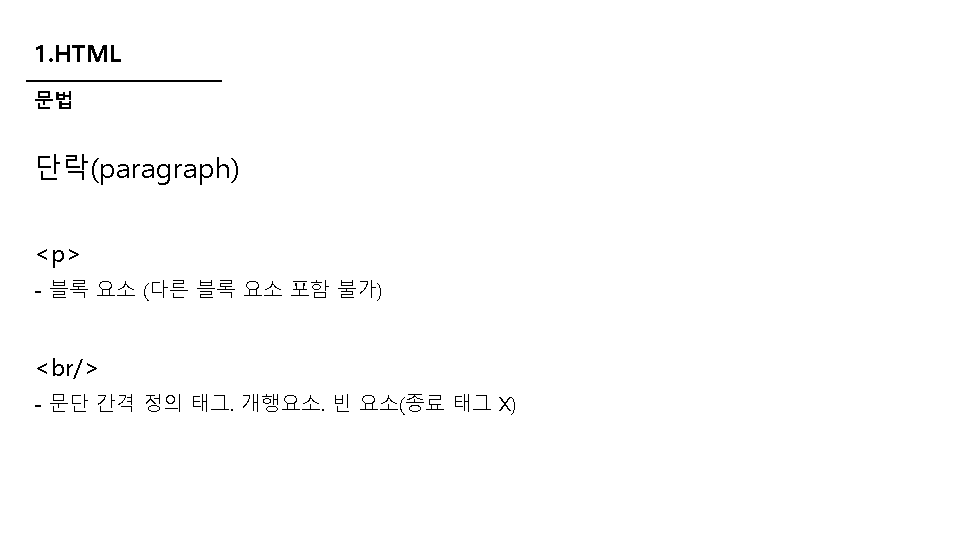 1.HTML
문법
단락(paragraph)
<p>
- 블록 요소 (다른 블록 요소 포함 불가)
<br/>
- 문단 간격 정의 태그. 개행요소. 빈 요소(종료 태그 X)